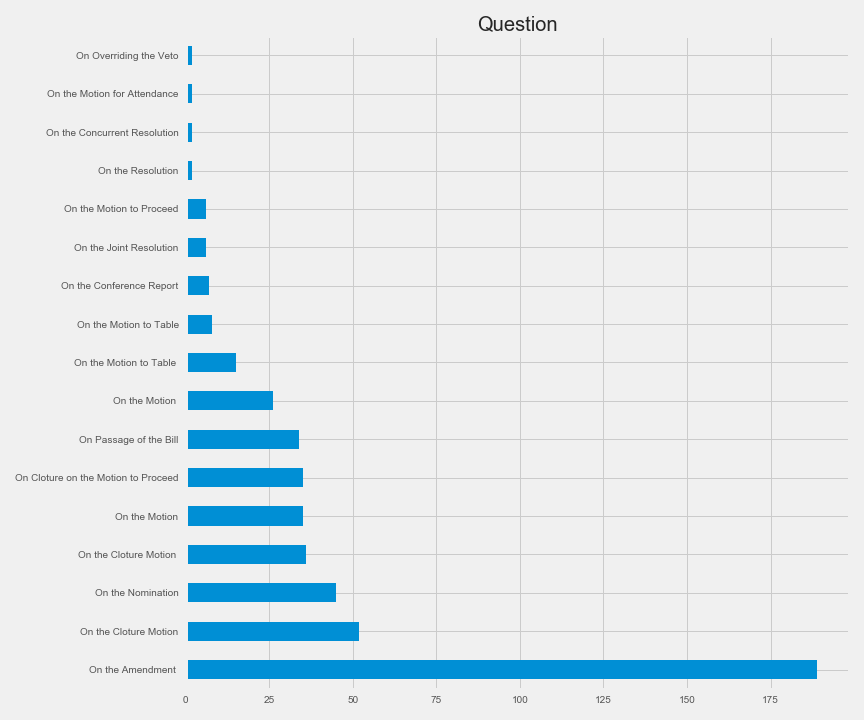 Question
On Overriding the Veto
On the Motion for Attendance
On the Concurrent Resolution
On the Resolution
On the Motion to Proceed
On the Joint Resolution
On the Conference Report
On the Motion to Table
On the Motion to Table
On the Motion
On Passage of the Bill
On Cloture on the Motion to Proceed
On the Motion
On the Cloture Motion
On the Nomination
On the Cloture Motion
On the Amendment
0 25 50 75 100 125 150 175